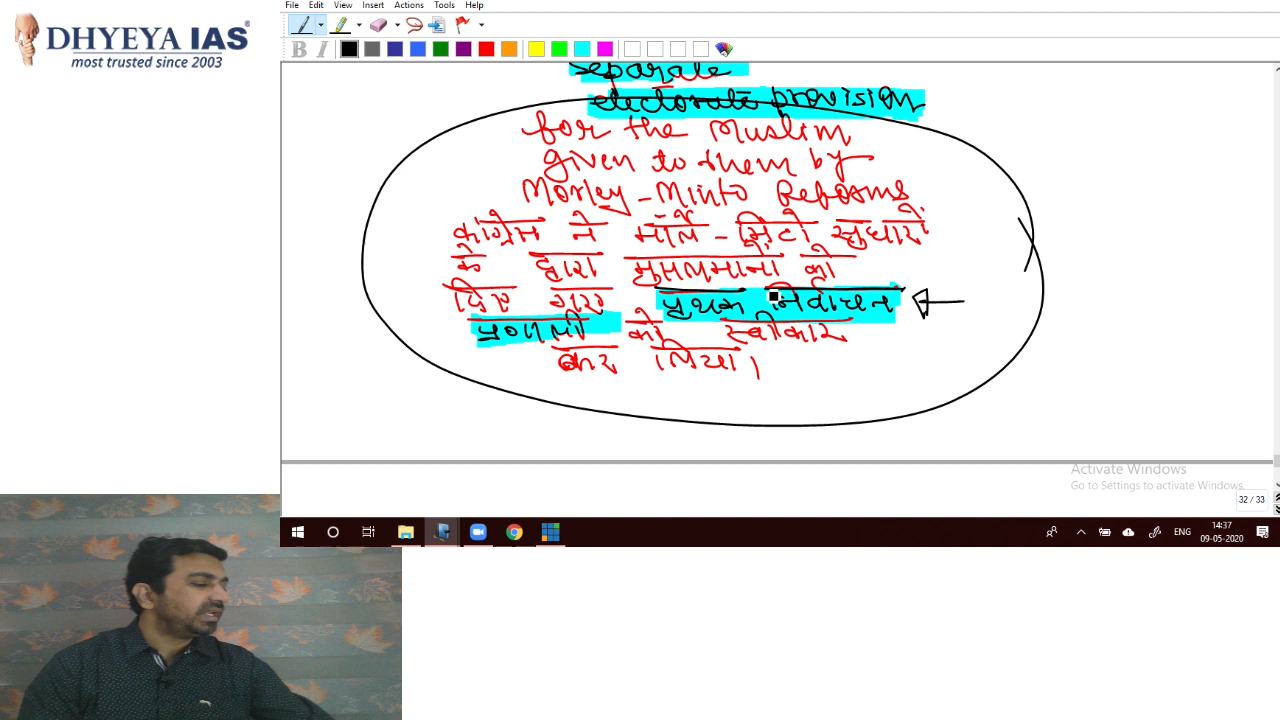 File Edit View Insert Actions Tools Help
DHYEYA IAS®
most trusted since 2003
B I
separate
electorate provision
for the Muslim
given to them by
Morley-Minto Reforms
कांग्रेस ने मॉर्ले-मिंटो सुधारों
के द्वारा मुसलमानों को
दिए गए पृथक निर्वाचन
प्रणाली को स्वीकार
कर लिया।
Activate Windows
Go to Settings to activate Windows.
32 / 33
ENG
14:37
09-05-2020